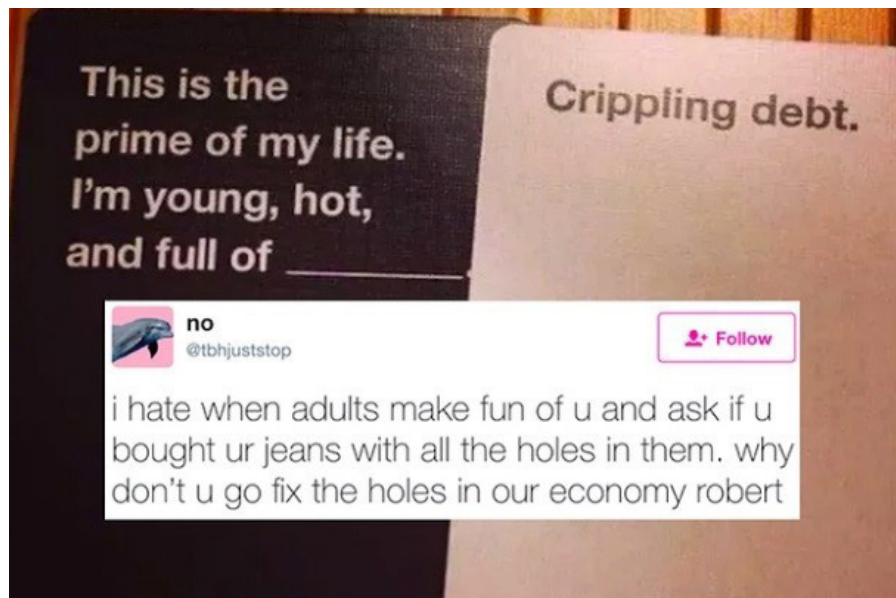 This is the
prime of my life.
I'm young, hot,
and full of ________.
Crippling debt.
no
@tbhjuststop
Follow
i hate when adults make fun of u and ask if u
bought ur jeans with all the holes in them. why
don't u go fix the holes in our economy robert